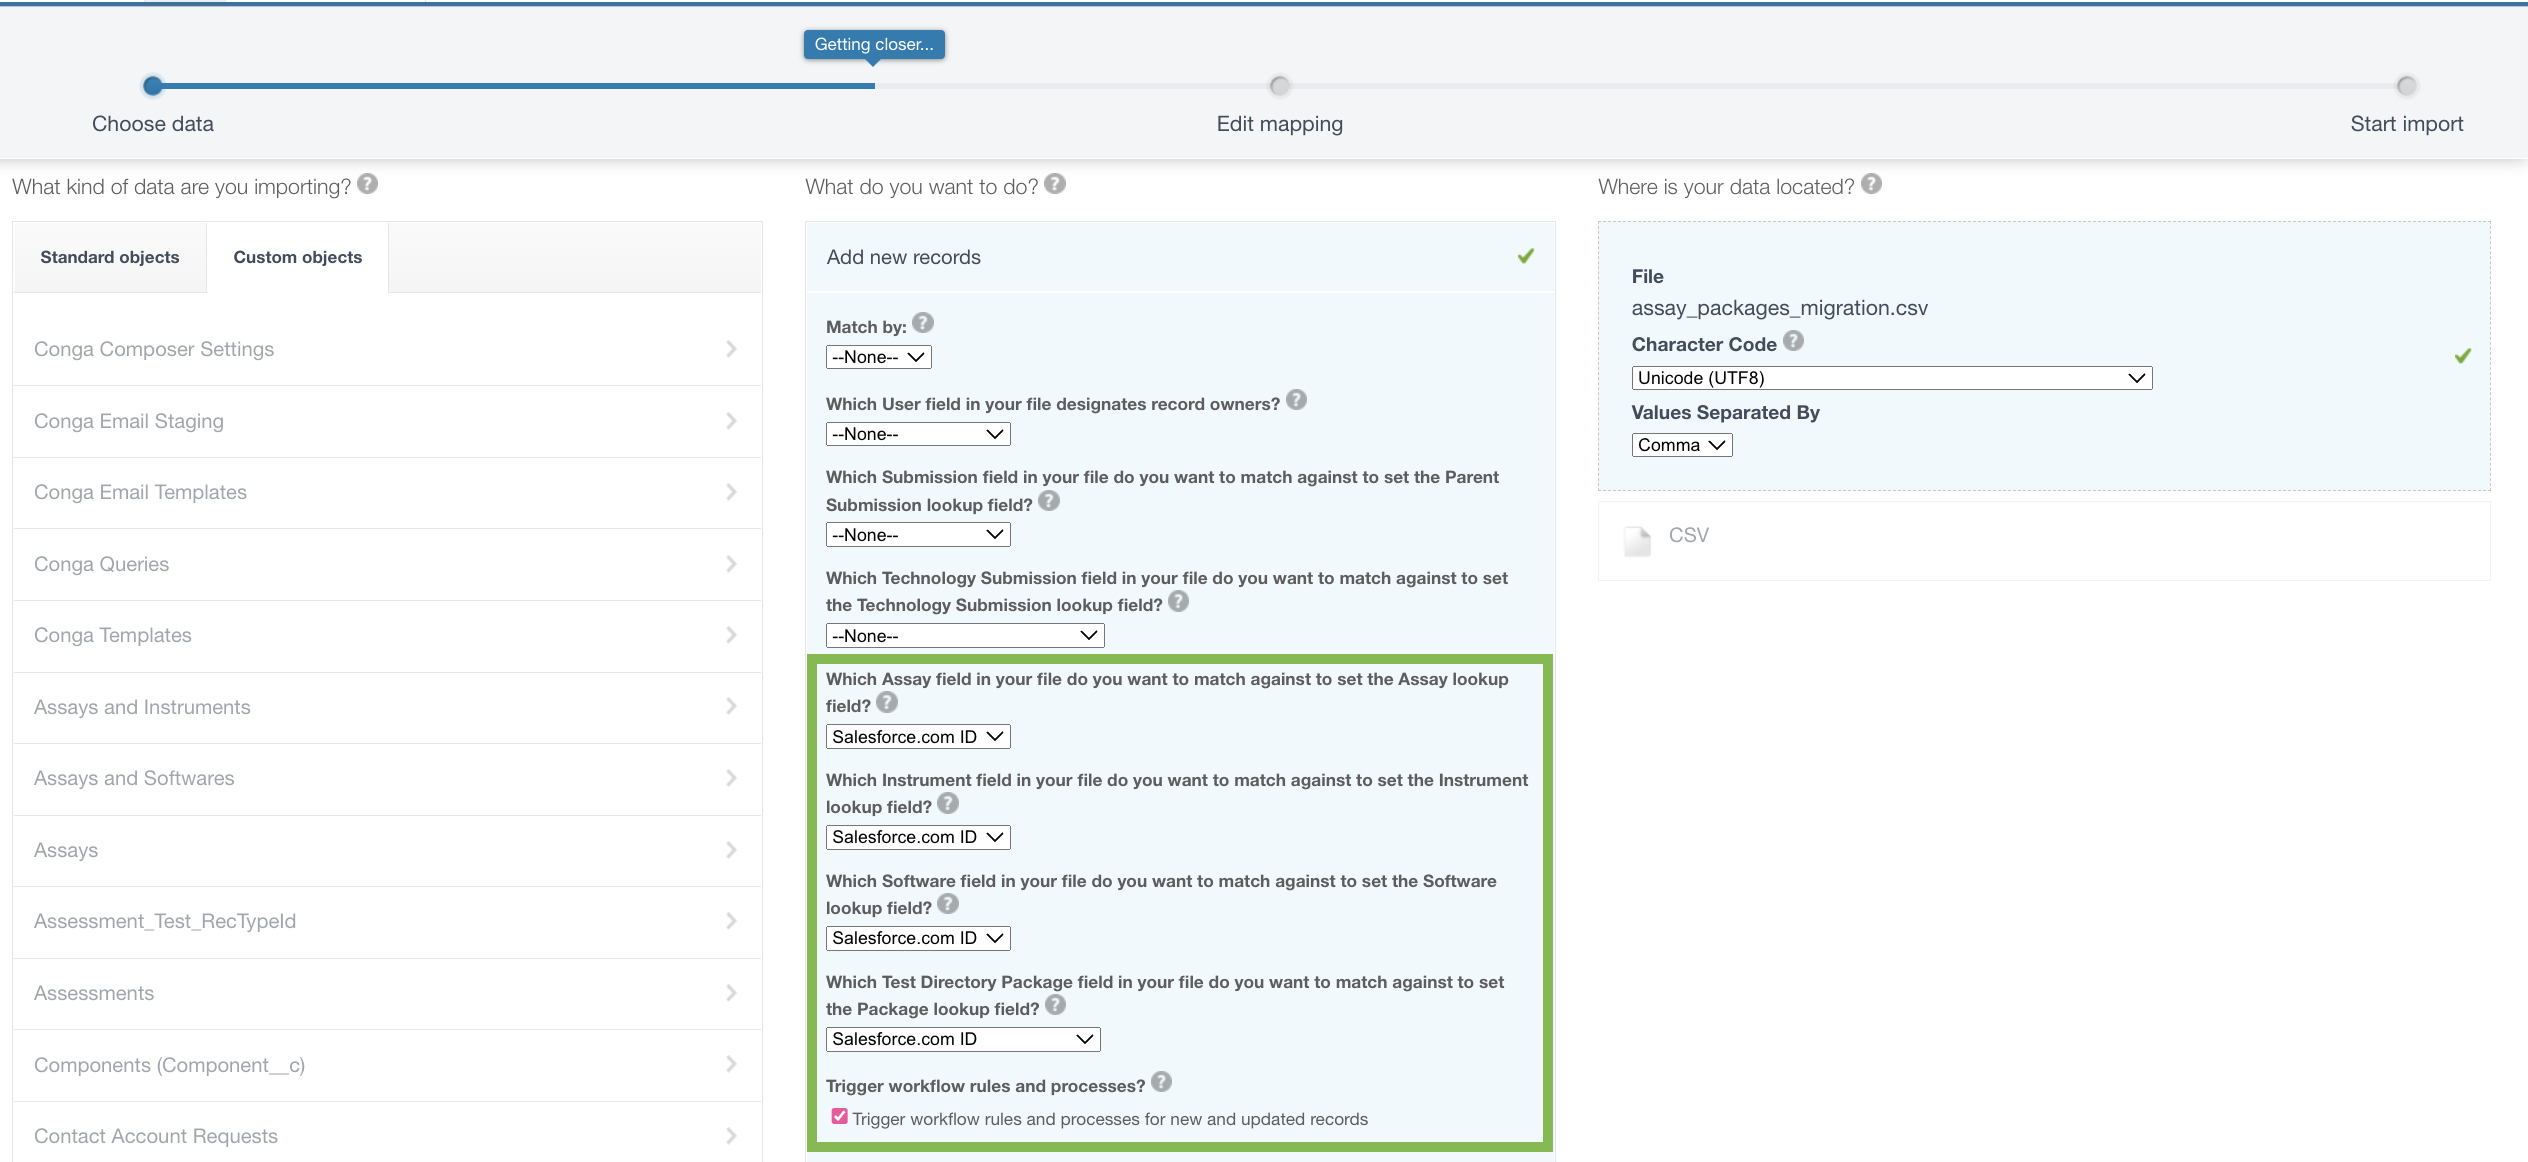 Getting closer...
Choose data
Edit mapping
Start import
What kind of data are you importing? ?
Standard objects
Custom objects
Conga Composer Settings
Conga Email Staging
Conga Email Templates
Conga Queries
Conga Templates
Assays and Instruments
Assays and Softwares
Assays
Assessment_Test_RecTypeId
Assessments
Components (Component__c)
Contact Account Requests
What do you want to do? ?
Add new records
Match by: ?
--None--
Which User field in your file designates record owners? ?
--None--
Which Submission field in your file do you want to match against to set the Parent
Submission lookup field? ?
--None--
Which Technology Submission field in your file do you want to match against to set
the Technology Submission lookup field? ?
--None--
Which Assay field in your file do you want to match against to set the Assay lookup
field? ?
Salesforce.com ID
Which Instrument field in your file do you want to match against to set the Instrument
lookup field? ?
Salesforce.com ID
Which Software field in your file do you want to match against to set the Software
lookup field? ?
Salesforce.com ID
Which Test Directory Package field in your file do you want to match against to set
the Package lookup field? ?
Salesforce.com ID
Trigger workflow rules and processes? ?
Trigger workflow rules and processes for new and updated records
Where is your data located? ?
File
assay_packages_migration.csv
Character Code ?
Unicode (UTF8)
Values Separated By
Comma
CSV